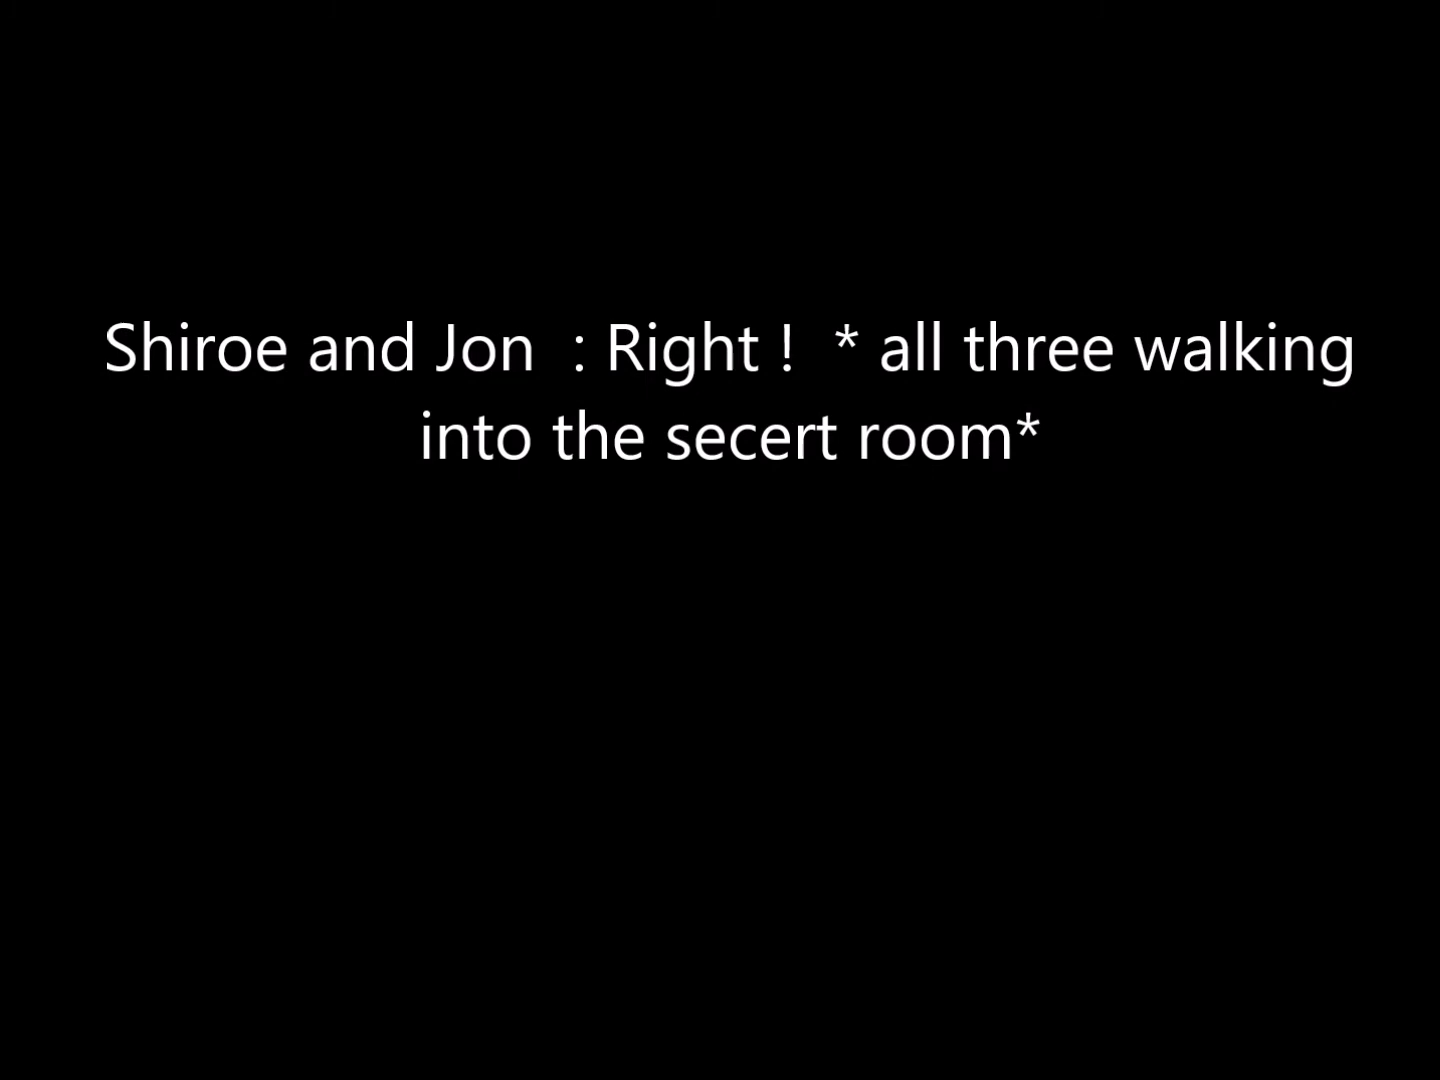 Shiroe and Jon  : Right !  * all three walking
into the secert room*